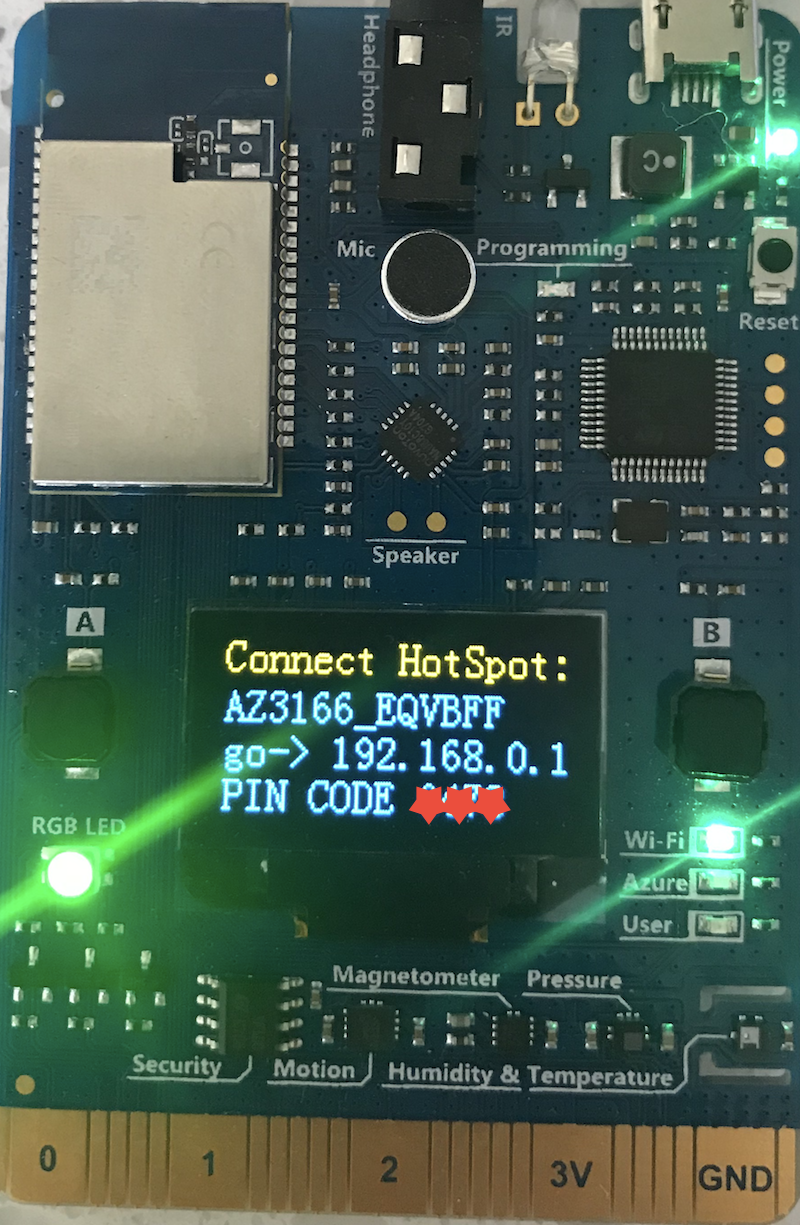 Headphone
IR
Power
Mic
Programming
Reset
Speaker
A
B
Connect HotSpot:
AZ3166_EQVBFF
go-> 192.168.0.1
PIN CODE
RGB LED
Wi-Fi
Azure
User
Magnetometer
Pressure
Security
Motion
Humidity & Temperature
0
1
2
3V
GND